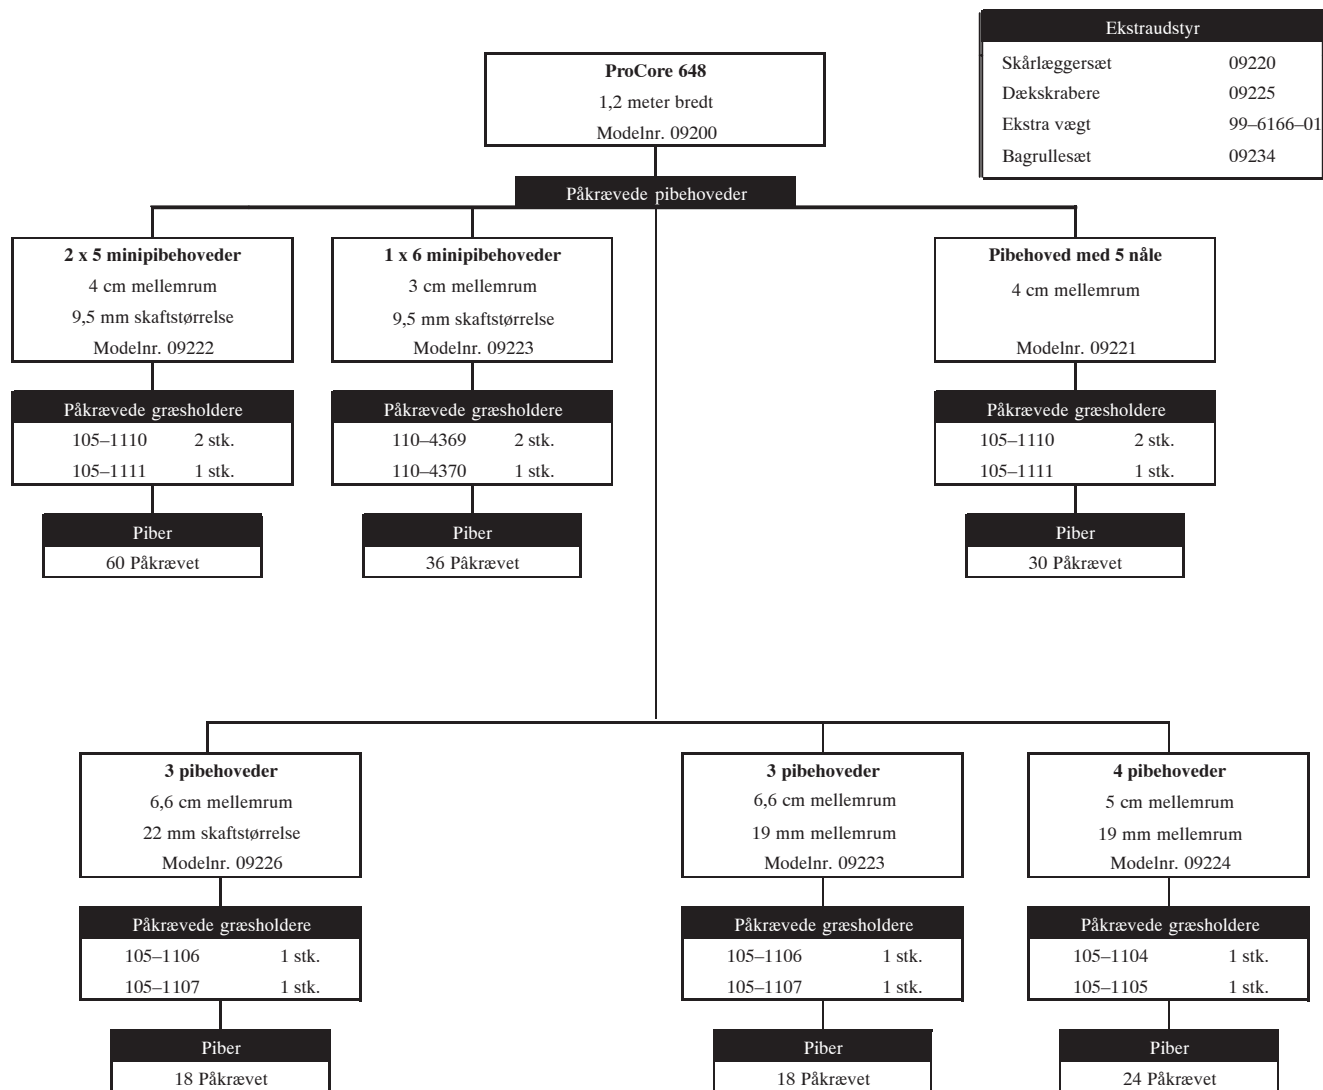 Ekstraudstyr
Skårlæggersæt 09220
Dækskrabere 09225
Ekstra vægt 99–6166–01
Bagrullesæt 09234
ProCore 648
1,2 meter bredt
Modelnr. 09200
Påkrævede pibehoveder
2 x 5 minipibehoveder
4 cm mellemrum
9,5 mm skaftstørrelse
Modelnr. 09222
Påkrævede græsholdere
105–1110 2 stk.
105–1111 1 stk.
Piber
60 Påkrævet
1 x 6 minipibehoveder
3 cm mellemrum
9,5 mm skaftstørrelse
Modelnr. 09223
Påkrævede græsholdere
110–4369 2 stk.
110–4370 1 stk.
Piber
36 Pâkrævet
Pibehoved med 5 nåle
4 cm mellemrum
Modelnr. 09221
Påkrævede græsholdere
105–1110 2 stk.
105–1111 1 stk.
Piber
30 Påkrævet
3 pibehoveder
6,6 cm mellemrum
22 mm skaftstørrelse
Modelnr. 09226
Påkrævede græsholdere
105–1106 1 stk.
105–1107 1 stk.
Piber
18 Påkrævet
3 pibehoveder
6,6 cm mellemrum
19 mm mellemrum
Modelnr. 09223
Påkrævede græsholdere
105–1106 1 stk.
105–1107 1 stk.
Piber
18 Påkrævet
4 pibehoveder
5 cm mellemrum
19 mm mellemrum
Modelnr. 09224
Påkrævede græsholdere
105–1104 1 stk.
105–1105 1 stk.
Piber
24 Påkrævet